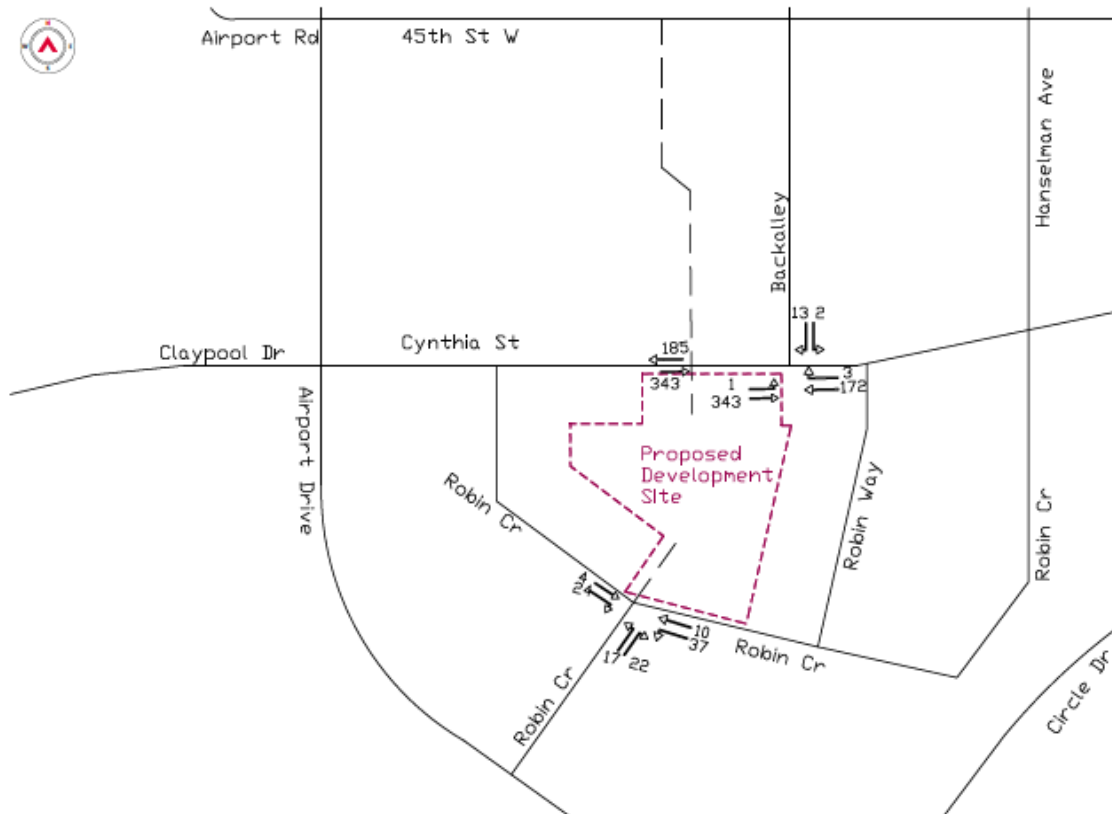 N
Airport Rd
45th St W
Hanselman Ave
Backalley
13 2
Claypool Dr
Cynthia St
185
343
1
343
3
172
Airport Drive
Proposed
Development
SIte
Robin Cr
Robin Way
Robin Cr
4
2
10
37
17 22
Robin Cr
Robin Cr
Circle Dr